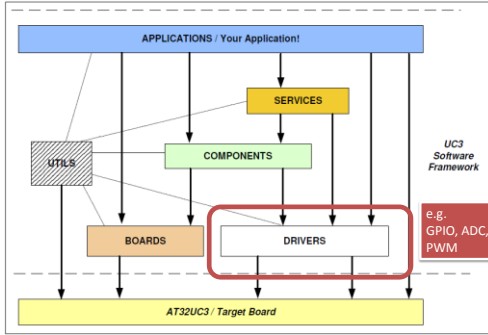 APPLICATIONS / Your Application!
SERVICES
UC3
Software
Framework
UTILS
COMPONENTS
e.g.
GPIO, ADC,
PWM
BOARDS
DRIVERS
AT32UC3 / Target Board